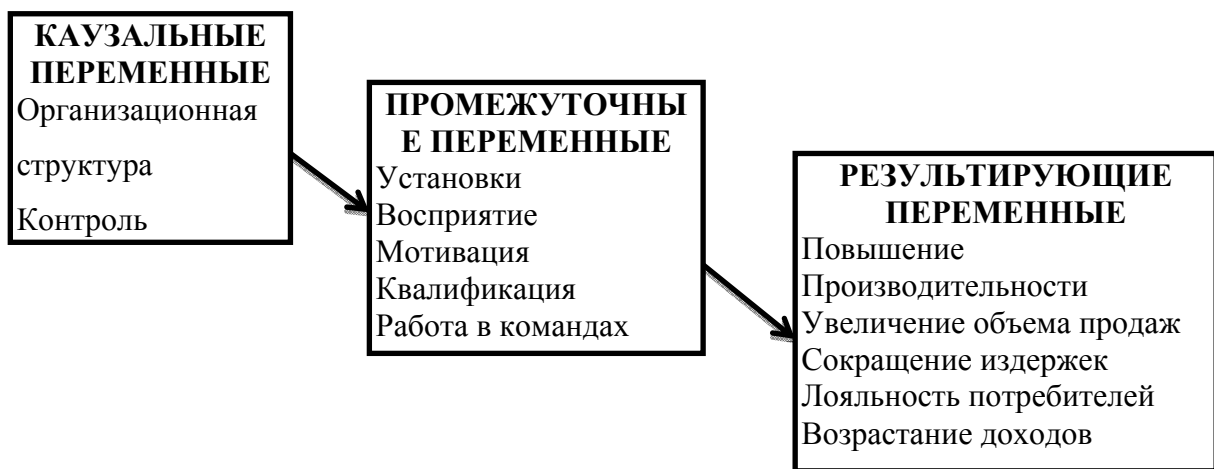 КАУЗАЛЬНЫЕ
ПЕРЕМЕННЫЕ
Организационная
структура
Контроль
ПРОМЕЖУТОЧНЫ
Е ПЕРЕМЕННЫЕ
Установки
Восприятие
Мотивация
Квалификация
Работа в командах
РЕЗУЛЬТИРУЮЩИЕ
ПЕРЕМЕННЫЕ
Повышение
Производительности
Увеличение объема продаж
Сокращение издержек
Лояльность потребителей
Возрастание доходов